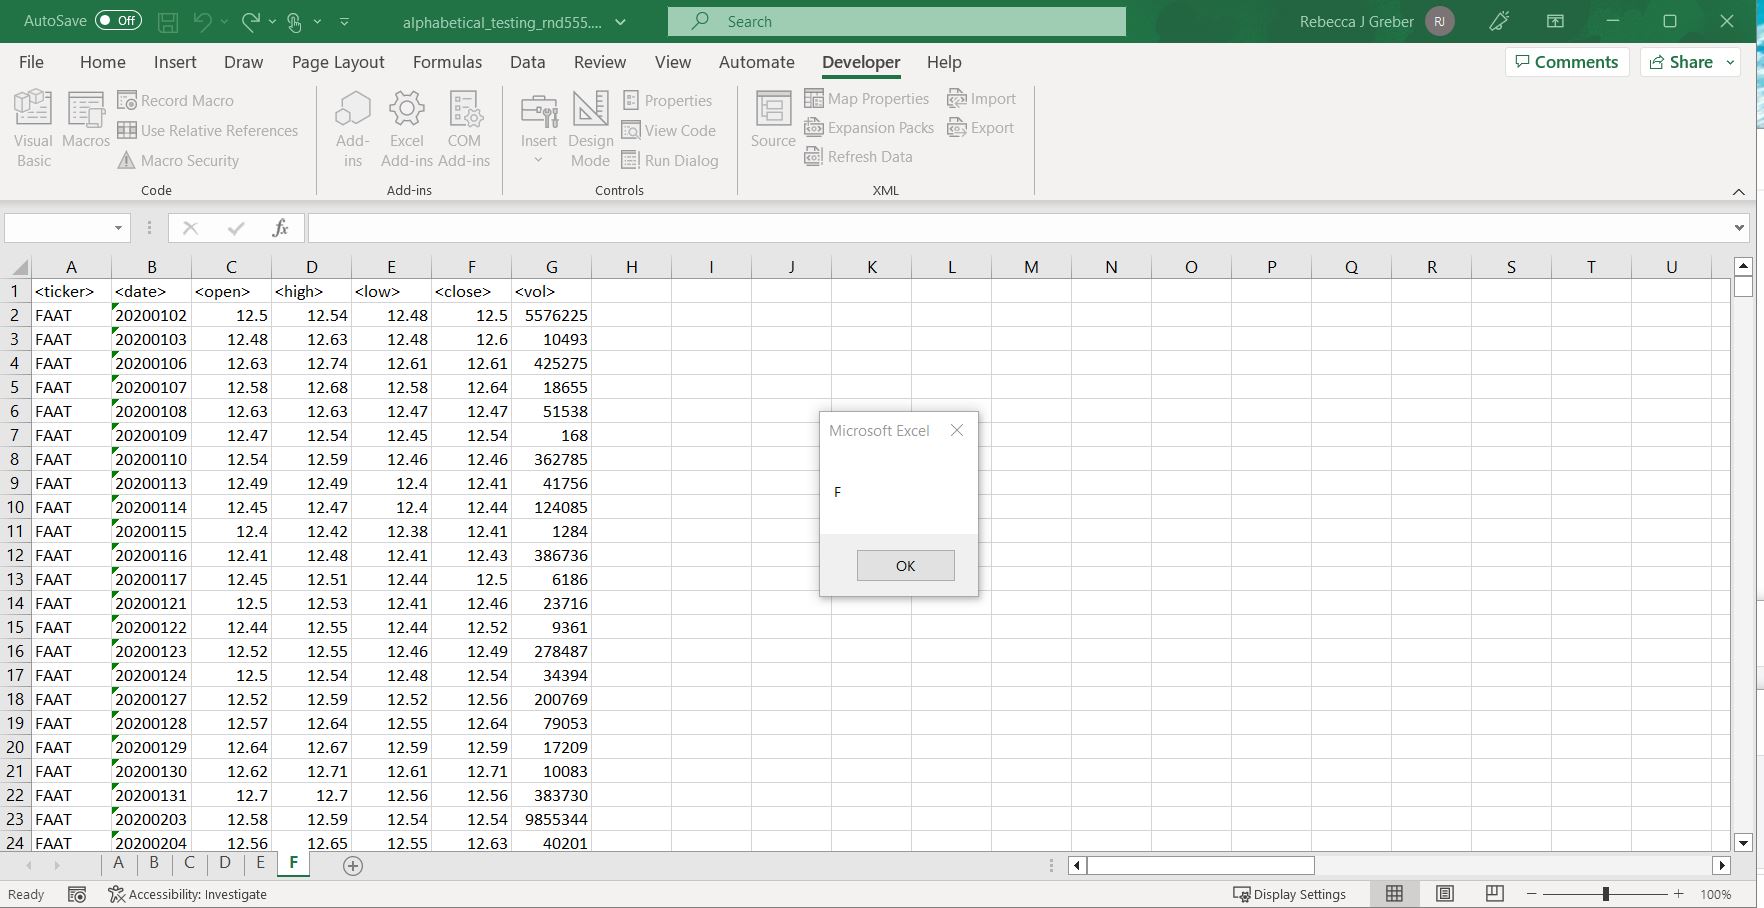 AutoSave Off alphabetical_testing_rnd555.... Search Rebecca J Greber RJ
File Home Insert Draw Page Layout Formulas Data Review View Automate Developer Help Comments Share
Visual Basic
Macros
Record Macro
Use Relative References
Macro Security
Code
Add-ins
Excel Add-ins
COM Add-ins
Add-ins
Insert
Design Mode
Properties
View Code
Run Dialog
Controls
Source
Map Properties
Expansion Packs
Refresh Data
Import
Export
XML
fx
A B C D E F G H I J K L M N O P Q R S T U
1 <ticker> <date> <open> <high> <low> <close> <vol>
2 FAAT 20200102 12.5 12.54 12.48 12.5 5576225
3 FAAT 20200103 12.48 12.63 12.48 12.6 10493
4 FAAT 20200106 12.63 12.74 12.61 12.61 425275
5 FAAT 20200107 12.58 12.68 12.58 12.64 18655
6 FAAT 20200108 12.63 12.63 12.47 12.47 51538
7 FAAT 20200109 12.47 12.54 12.45 12.54 168
8 FAAT 20200110 12.54 12.59 12.46 12.46 362785
9 FAAT 20200113 12.49 12.49 12.4 12.41 41756
10 FAAT 20200114 12.45 12.47 12.4 12.44 124085
11 FAAT 20200115 12.4 12.42 12.38 12.41 1284
12 FAAT 20200116 12.41 12.48 12.41 12.43 386736
13 FAAT 20200117 12.45 12.51 12.44 12.5 6186
14 FAAT 20200121 12.5 12.53 12.41 12.46 23716
15 FAAT 20200122 12.44 12.55 12.44 12.52 9361
16 FAAT 20200123 12.52 12.55 12.46 12.49 278487
17 FAAT 20200124 12.5 12.54 12.48 12.54 34394
18 FAAT 20200127 12.52 12.59 12.52 12.56 200769
19 FAAT 20200128 12.57 12.64 12.55 12.64 79053
20 FAAT 20200129 12.64 12.67 12.59 12.59 17209
21 FAAT 20200130 12.62 12.71 12.61 12.71 10083
22 FAAT 20200131 12.7 12.7 12.56 12.56 383730
23 FAAT 20200203 12.58 12.59 12.54 12.54 9855344
24 FAAT 20200204 12.56 12.65 12.55 12.63 40201
Microsoft Excel
F
OK
A B C D E F
Ready Accessibility: Investigate Display Settings 100%